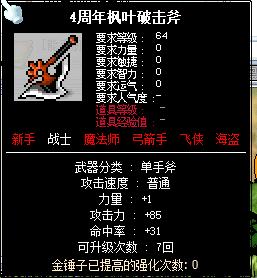 4周年枫叶破击斧
要求等级: 64
要求力量: 0
要求敏捷: 0
要求智力: 0
要求运气: 0
要求人气度: -
道具等级: -
道具经验值: -
新手 战士 魔法师 弓箭手 飞侠 海盗
武器分类 : 单手斧
攻击速度 : 普通
力量 : +1
攻击力 : +85
命中率 : +31
可升级次数 : 7回
金锤子已提高的强化次数: 0